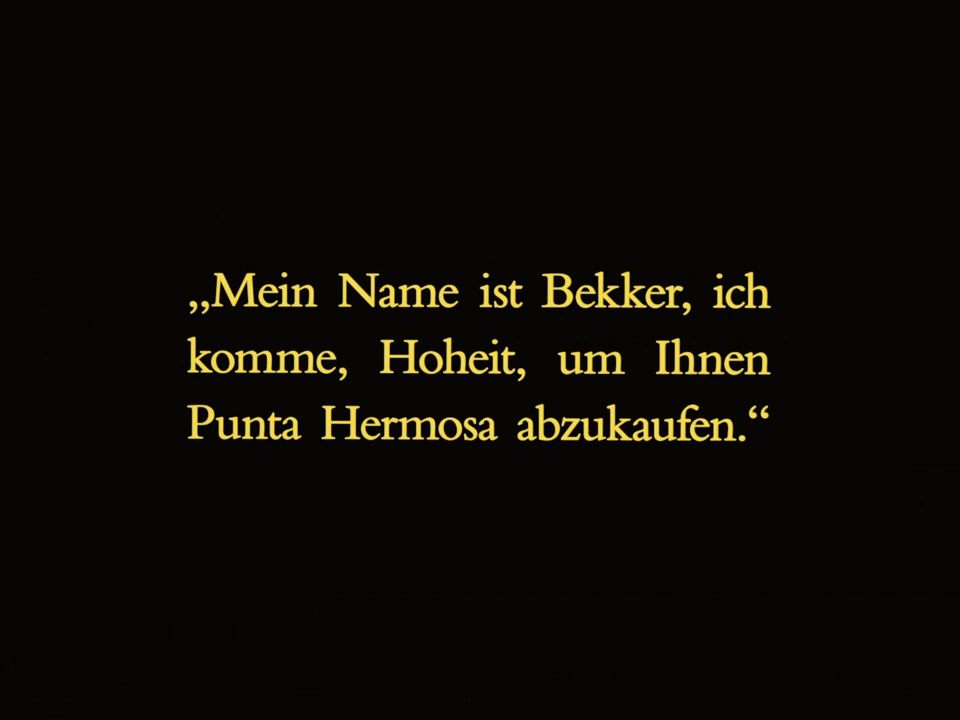 „Mein Name ist Bekker, ich
komme, Hoheit, um Ihnen
Punta Hermosa abzukaufen.“